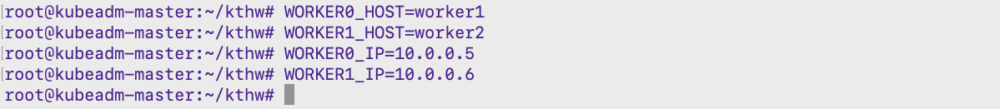 [root@kubeadm-master:~/kthw# WORKER0_HOST=worker1
[root@kubeadm-master:~/kthw# WORKER1_HOST=worker2
[root@kubeadm-master:~/kthw# WORKER0_IP=10.0.0.5
[root@kubeadm-master:~/kthw# WORKER1_IP=10.0.0.6
root@kubeadm-master:~/kthw#